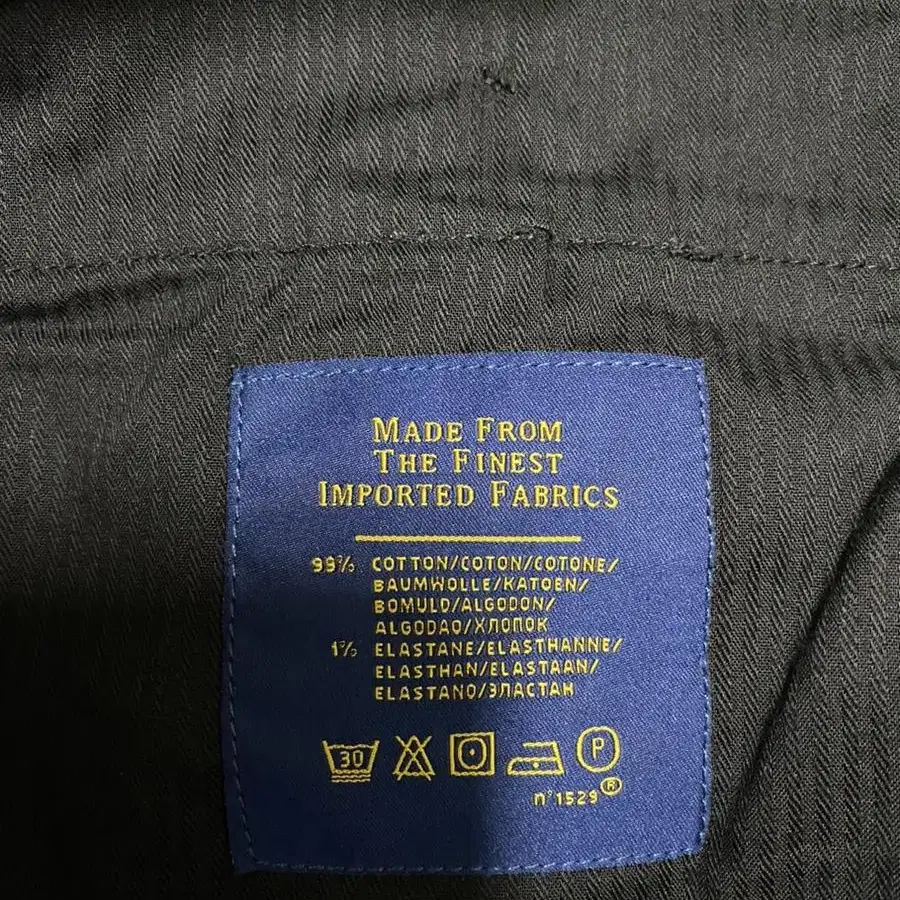 MADE FROM
THE FINEST
IMPORTED FABRICS
99% COTTON/COTON/COTONE/
BAUMWOLLE/KATOEN/
BOMULD/ALGODON/
ALGODAO/ХЛОПОК
1% ELASTANE/ELASTHANNE/
ELASTHAN/ELASTAAN/
ELASTANO/ЭЛАСТАН
30 P
n°1529®